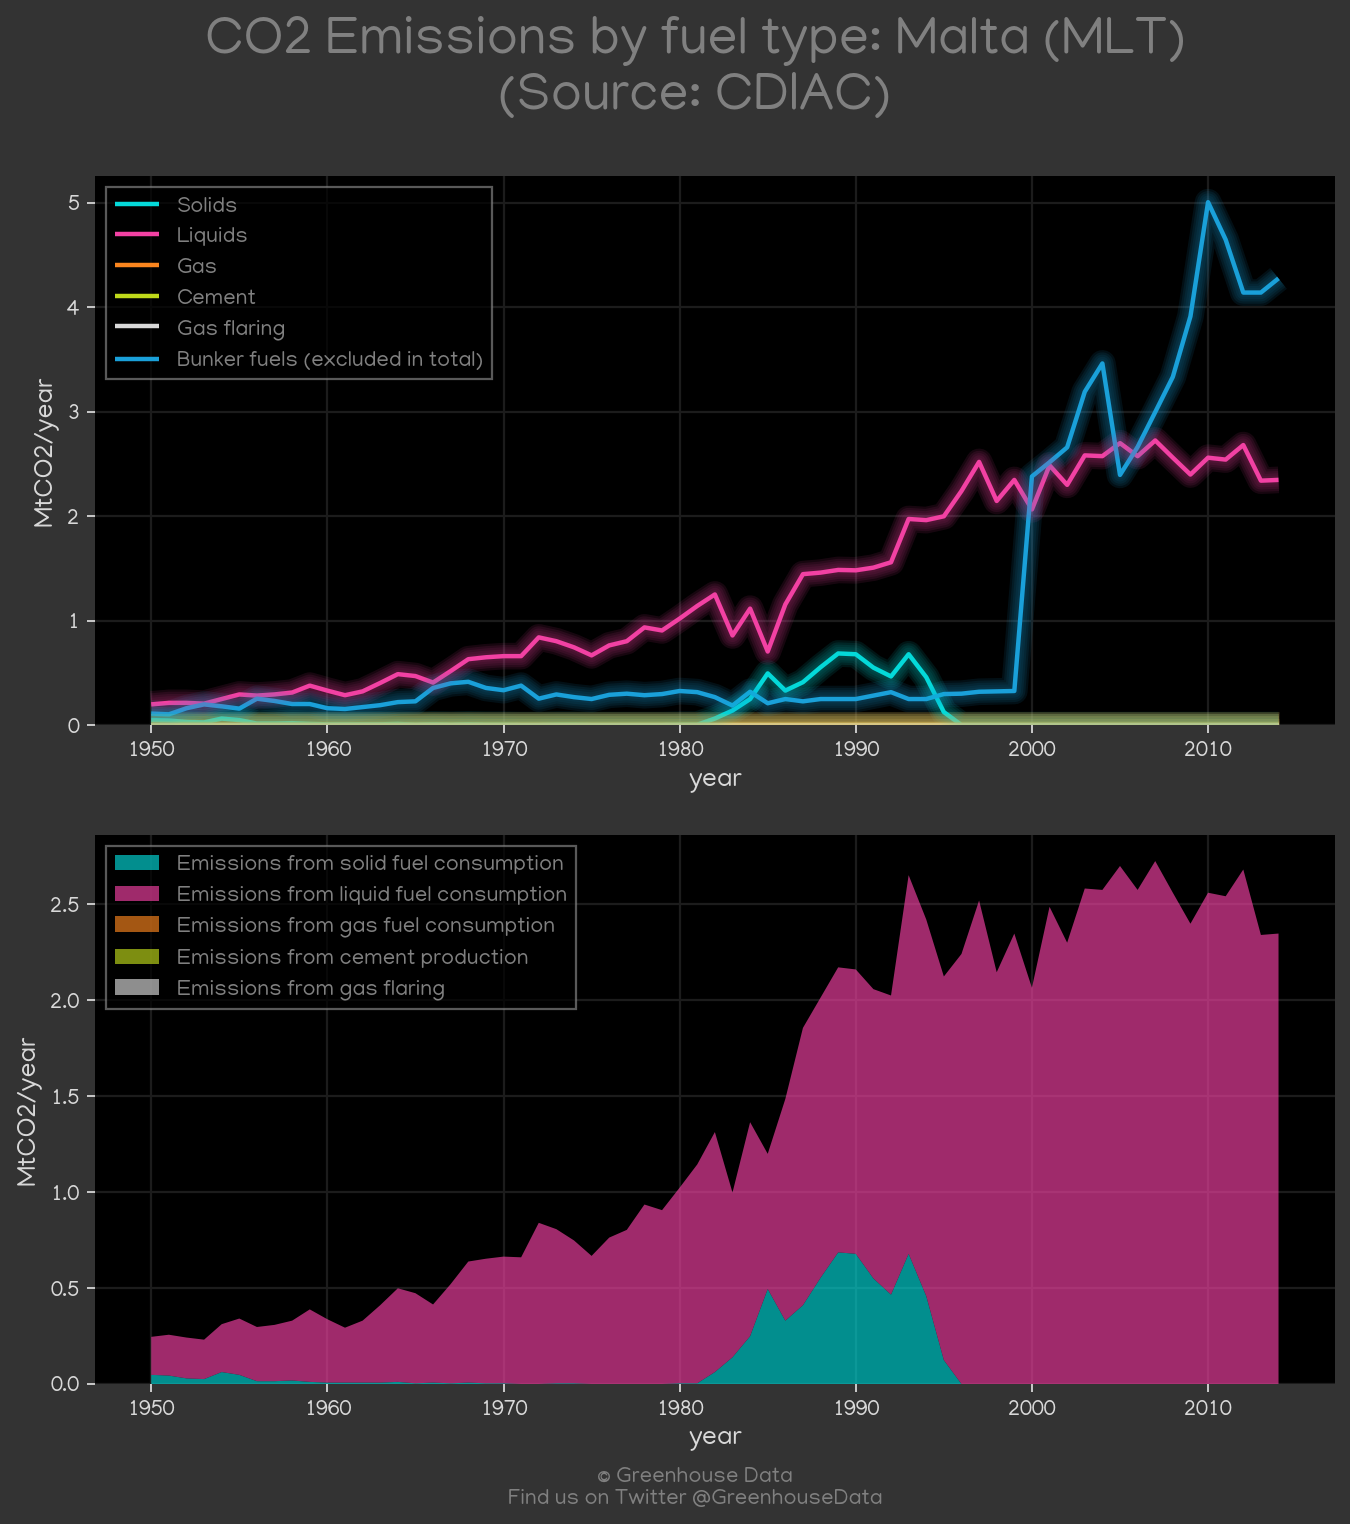 CO2 Emissions by fuel type: Malta (MLT)
(Source: CDIAC)
Solids
Liquids
Gas
Cement
Gas flaring
Bunker fuels (excluded in total)
MtCO2/year
5
4
3
2
1
0
1950 1960 1970 1980 1990 2000 2010
year
Emissions from solid fuel consumption
Emissions from liquid fuel consumption
Emissions from gas fuel consumption
Emissions from cement production
Emissions from gas flaring
MtCO2/year
2.5
2.0
1.5
1.0
0.5
0.0
1950 1960 1970 1980 1990 2000 2010
year
© Greenhouse Data
Find us on Twitter @GreenhouseData